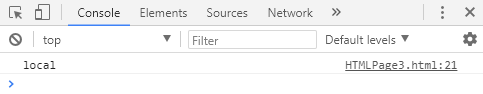 Console Elements Sources Network »
top Filter Default levels
local HTMLPage3.html:21
>